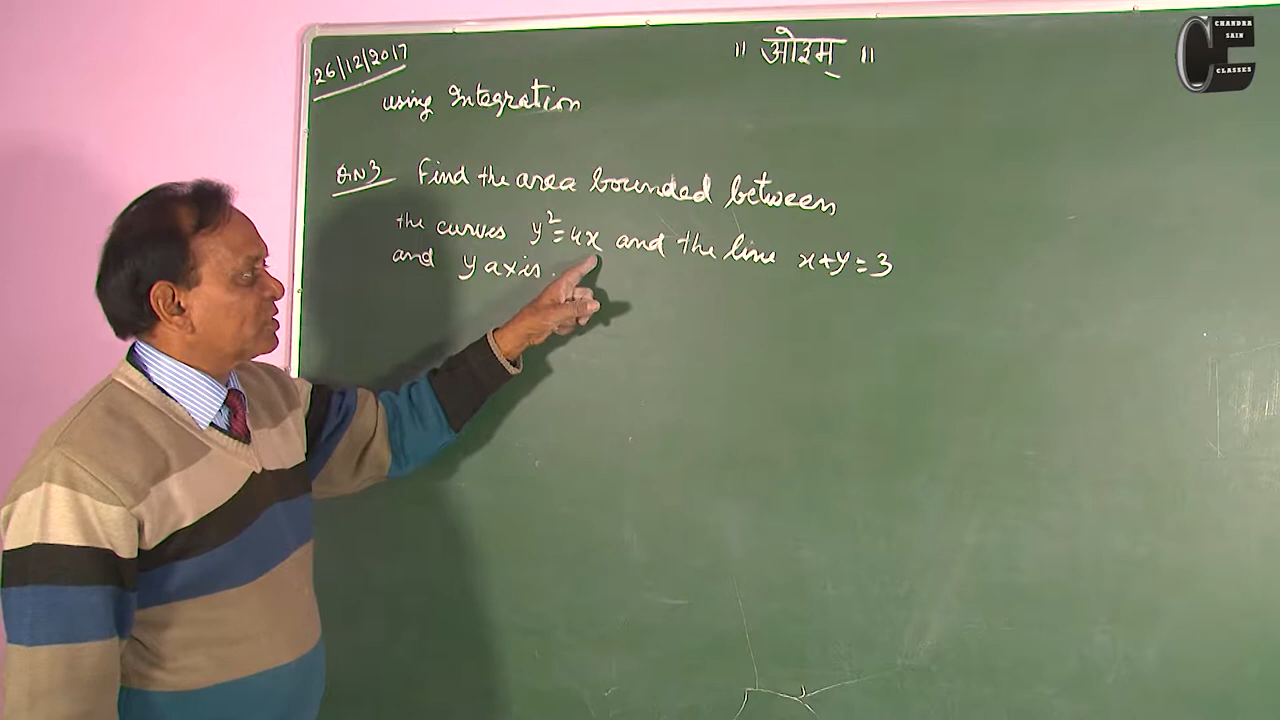 26/12/2017
॥ ओ३म् ॥
CHANDRA
SAIN
CLASSES
using Integration
QN3 Find the area bounded between
the curves y² = 4x and the line x+y = 3
and y axis.